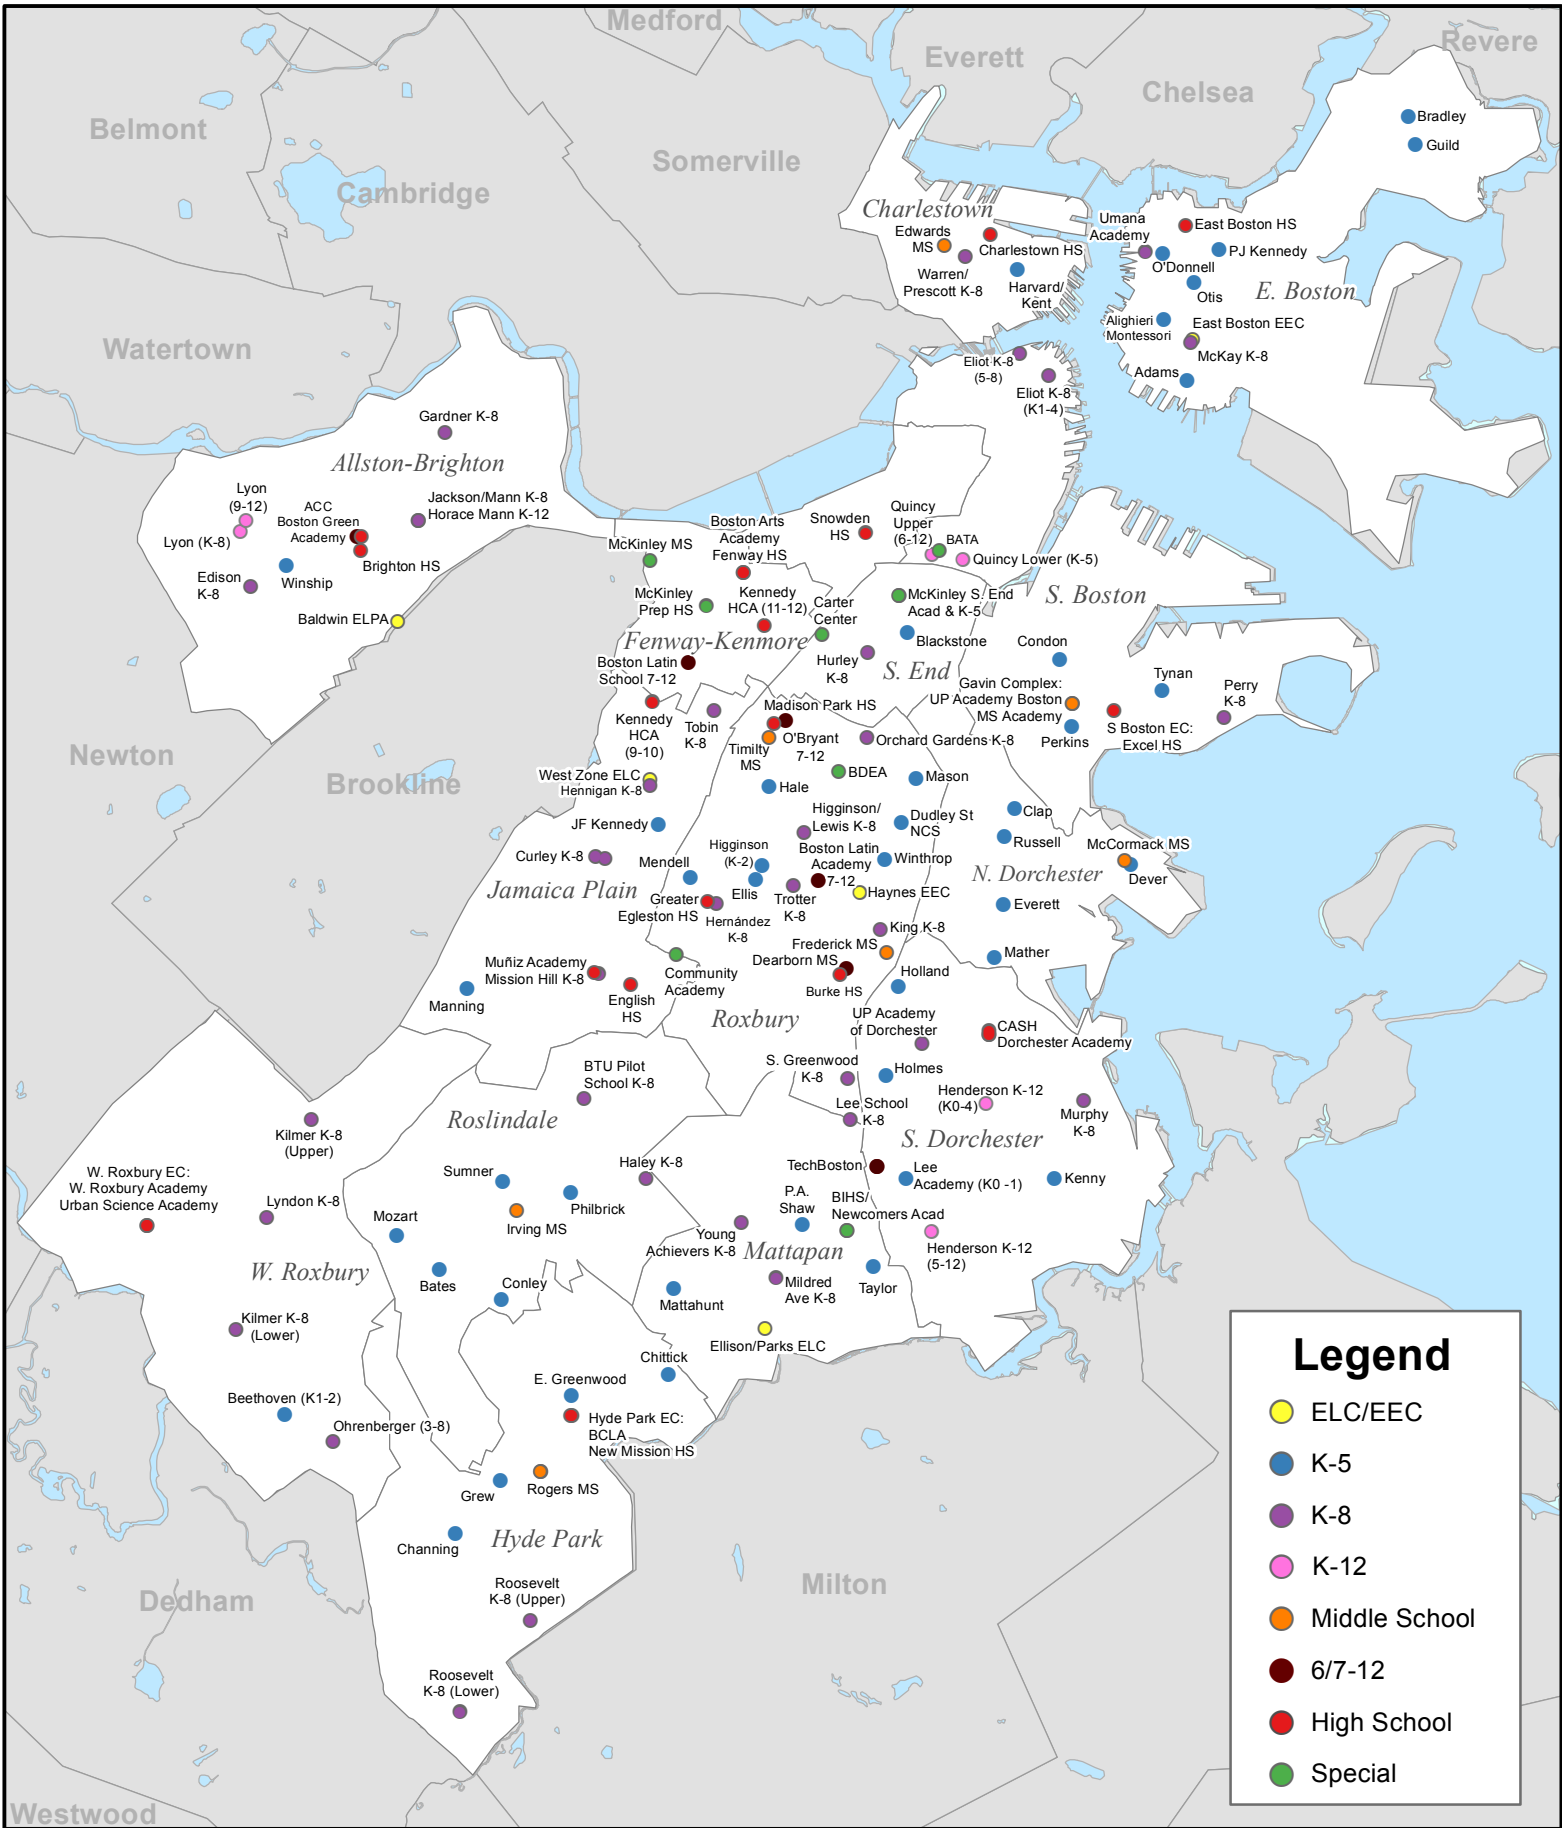 Medford
Everett
Revere
Chelsea
Belmont
Somerville
Cambridge
Watertown
Newton
Brookline
Dedham
Milton
Westwood
Bradley
Guild
Charlestown
Edwards
MS
Charlestown HS
Warren/
Prescott K-8
Harvard/
Kent
Umana
Academy
East Boston HS
PJ Kennedy
O'Donnell
Otis
E. Boston
Alighieri
Montessori
East Boston EEC
McKay K-8
Adams
Eliot K-8
(5-8)
Eliot K-8
(K1-4)
Gardner K-8
Allston-Brighton
Lyon
(9-12)
Lyon (K-8)
ACC
Boston Green
Academy
Jackson/Mann K-8
Horace Mann K-12
Brighton HS
Winship
Edison
K-8
Baldwin ELPA
McKinley MS
Boston Arts
Academy
Fenway HS
Snowden
HS
Quincy
Upper
(6-12)
BATA
Quincy Lower (K-5)
McKinley
Prep HS
Kennedy
HCA (11-12)
Carter
Center
McKinley S. End
Acad & K-5
Blackstone
Fenway-Kenmore
Hurley
K-8
S. End
Boston Latin
School 7-12
S. Boston
Condon
Tynan
Perry
K-8
Gavin Complex:
UP Academy Boston
MS Academy
Perkins
S Boston EC:
Excel HS
Kennedy
HCA
(9-10)
Tobin
K-8
Madison Park HS
O'Bryant
7-12
Timilty
MS
Orchard Gardens K-8
BDEA
Mason
Hale
West Zone ELC
Hennigan K-8
JF Kennedy
Higginson/
Lewis K-8
Dudley St
NCS
Clap
Russell
McCormack MS
Dever
N. Dorchester
Everett
Mather
Curley K-8
Mendell
Higginson
(K-2)
Ellis
Boston Latin
Academy
7-12
Winthrop
Haynes EEC
Trotter
K-8
Jamaica Plain
Greater
Egleston HS
Hernández
K-8
King K-8
Frederick MS
Dearborn MS
Burke HS
Holland
Muñiz Academy
Mission Hill K-8
Manning
English
HS
Community
Academy
Roxbury
UP Academy
of Dorchester
CASH
Dorchester Academy
S. Greenwood
K-8
Holmes
Henderson K-12
(K0-4)
Murphy
K-8
Lee School
K-8
S. Dorchester
BTU Pilot
School K-8
Roslindale
Kilmer K-8
(Upper)
W. Roxbury EC:
W. Roxbury Academy
Urban Science Academy
Lyndon K-8
Sumner
Haley K-8
Philbrick
Irving MS
Mozart
W. Roxbury
Bates
Conley
TechBoston
Lee
Academy (K0 -1)
Kenny
P.A.
Shaw
BIHS/
Newcomers Acad
Young
Achievers K-8
Mattapan
Henderson K-12
(5-12)
Mildred
Ave K-8
Taylor
Mattahunt
Ellison/Parks ELC
Kilmer K-8
(Lower)
Chittick
Beethoven (K1-2)
Ohrenberger (3-8)
E. Greenwood
Hyde Park EC:
BCLA
New Mission HS
Grew
Rogers MS
Channing
Hyde Park
Roosevelt
K-8 (Upper)
Roosevelt
K-8 (Lower)
Legend
ELC/EEC
K-5
K-8
K-12
Middle School
6/7-12
High School
Special